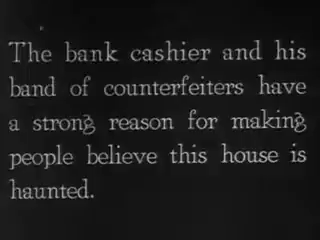 The bank cashier and his
band of counterfeiters have
a strong reason for making
people believe this house is
haunted.